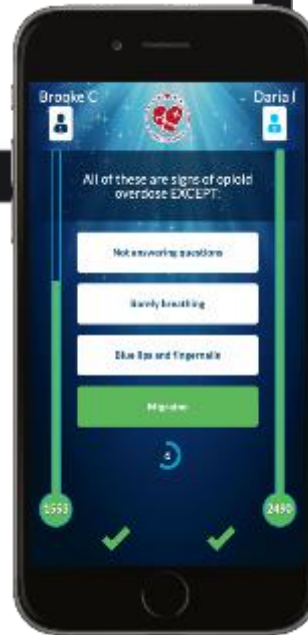 Brooke C
Daria I
All of these are signs of opioid
overdose EXCEPT:
Not answering questions
Barely breathing
Blue lips and fingernails
Migraine
6
1553
2490